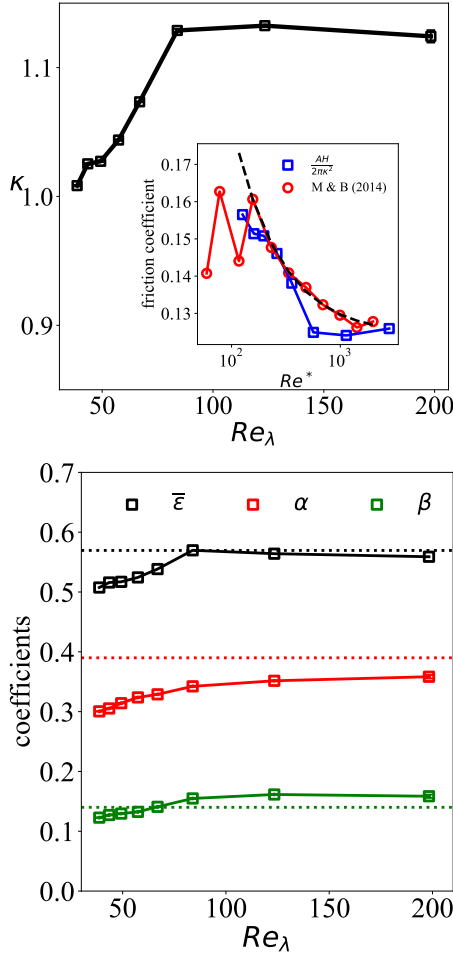 κ
1.1
1.0
0.9
50
100
150
200
Re_λ
friction coefficient
0.17
0.16
0.15
0.14
0.13
AH/2πκ²
M & B (2014)
10²
10³
Re*
coefficients
0.7
0.6
0.5
0.4
0.3
0.2
0.1
0.0
ε̅
α
β
50
100
150
200
Re_λ